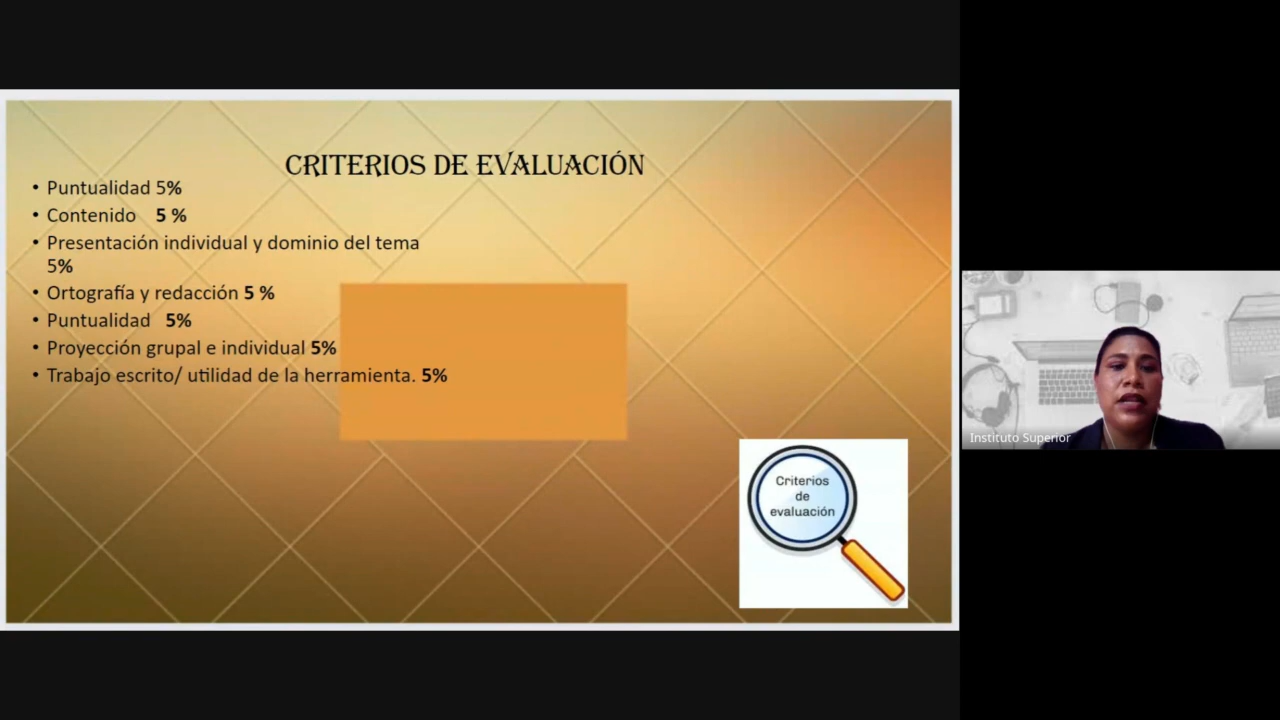 CRITERIOS DE EVALUACIÓN
• Puntualidad 5%
• Contenido 5 %
• Presentación individual y dominio del tema
5%
• Ortografía y redacción 5 %
• Puntualidad 5%
• Proyección grupal e individual 5%
• Trabajo escrito/ utilidad de la herramienta. 5%
Criterios
de
evaluación
Instituto Superior